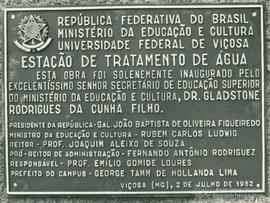 REPÚBLICA FEDERATIVA DO BRASIL
MINISTÉRIO DA EDUCAÇÃO E CULTURA
UNIVERSIDADE FEDERAL DE VIÇOSA
ESTAÇÃO DE TRATAMENTO DE ÁGUA
ESTA OBRA FOI SOLENEMENTE INAUGURADO PELO
EXCELENTÍSSIMO SENHOR SECRETÁRIO DE EDUCAÇÃO SUPERIOR
DO MINISTÉRIO DA EDUCAÇÃO E CULTURA, DR. GLADSTONE
RODRIGUES DA CUNHA FILHO.
PRESIDENTE DA REPÚBLICA - GAL. JOÃO BAPTISTA DE OLIVEIRA FIGUEIREDO
MINISTRO DA EDUCAÇÃO E CULTURA - RUBEM CARLOS LUDWIG
REITOR - PROF. JOAQUIM ALEIXO DE SOUZA
PRÓ-REITOR DE ADMINISTRAÇÃO - FERNANDO ANTÔNIO RODRIGUEZ
RESPONSÁVEL - PROF. EMÍLIO GOMIDE LOURES
PREFEITO DO CAMPUS - GEORGE TAMM DE HOLLANDA LIMA
VIÇOSA (MG), 2 DE JULHO DE 1982